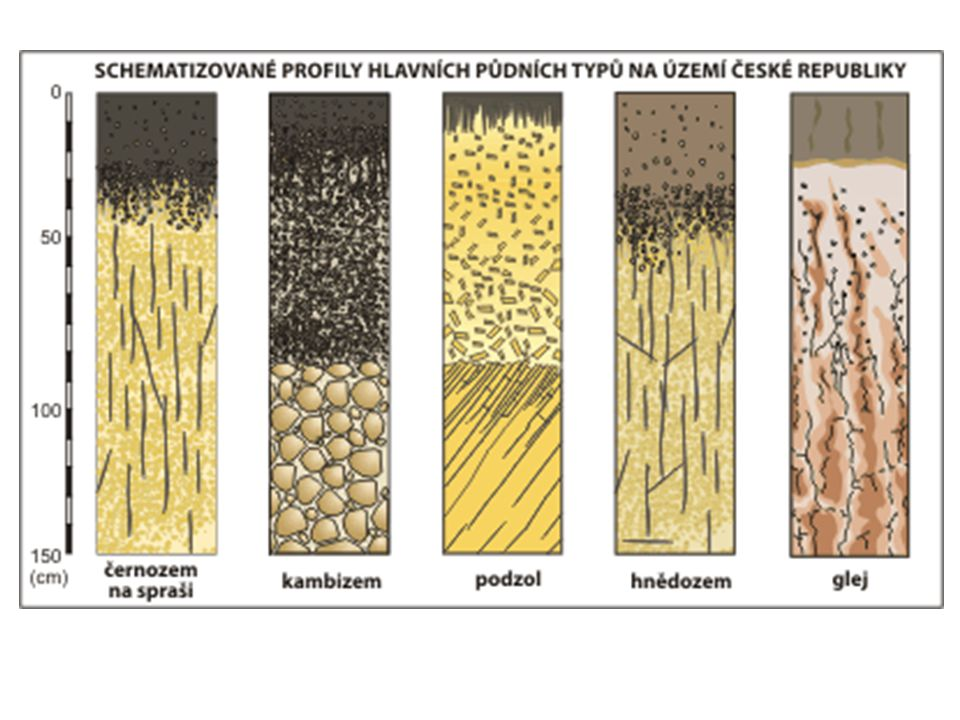 SCHEMATIZOVANÉ PROFILY HLAVNÍCH PŮDNÍCH TYPŮ NA ÚZEMÍ ČESKÉ REPUBLIKY
0
50
100
150
(cm)
černozem
na spraši
kambizem
podzol
hnědozem
glej